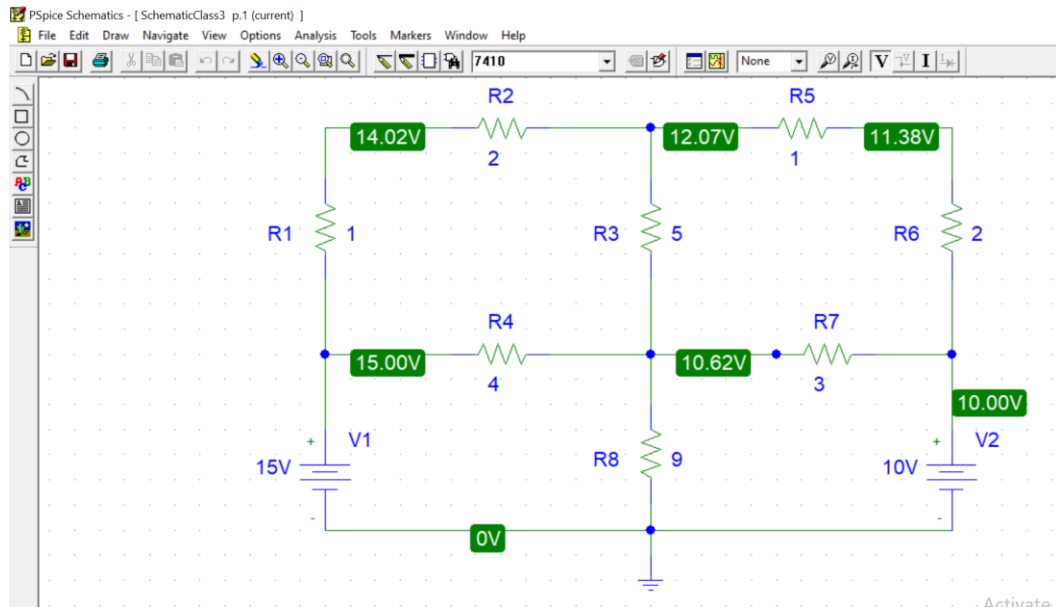 PSpice Schematics - [ SchematicClass3 p.1 (current) ]
File Edit Draw Navigate View Options Analysis Tools Markers Window Help
7410 None V V I
ABC
R2 R5
14.02V 12.07V 11.38V
2 1
R1 1 R3 5 R6 2
R4 R7
15.00V 10.62V
4 3
10.00V
+ V1 + V2
15V R8 9 10V
- -
0V
Activate